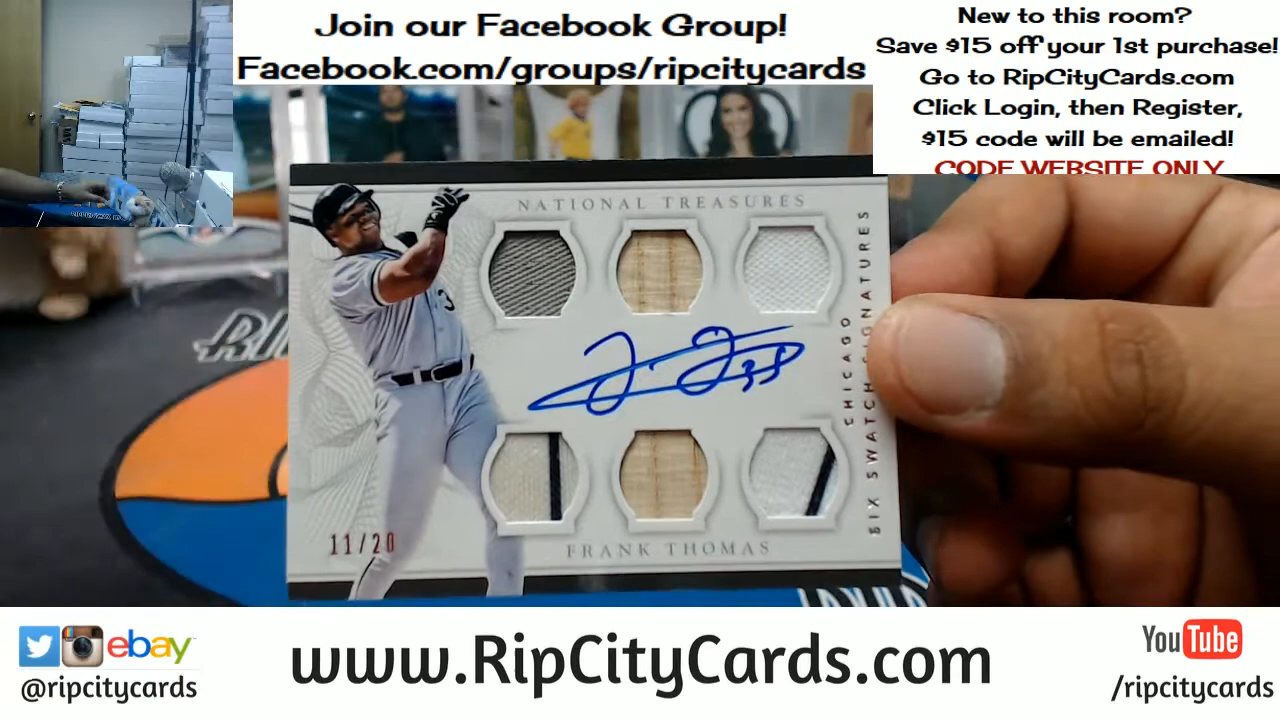 Join our Facebook Group!
Facebook.com/groups/ripcitycards
New to this room?
Save $15 off your 1st purchase!
Go to RipCityCards.com
Click Login, then Register,
$15 code will be emailed!
CODE WEBSITE ONLY
NATIONAL TREASURES
CHICAGO
SIX SWATCH SIGNATURES
3
11/20
FRANK THOMAS
ebay
@ripcitycards
www.RipCityCards.com
YouTube
/ripcitycards